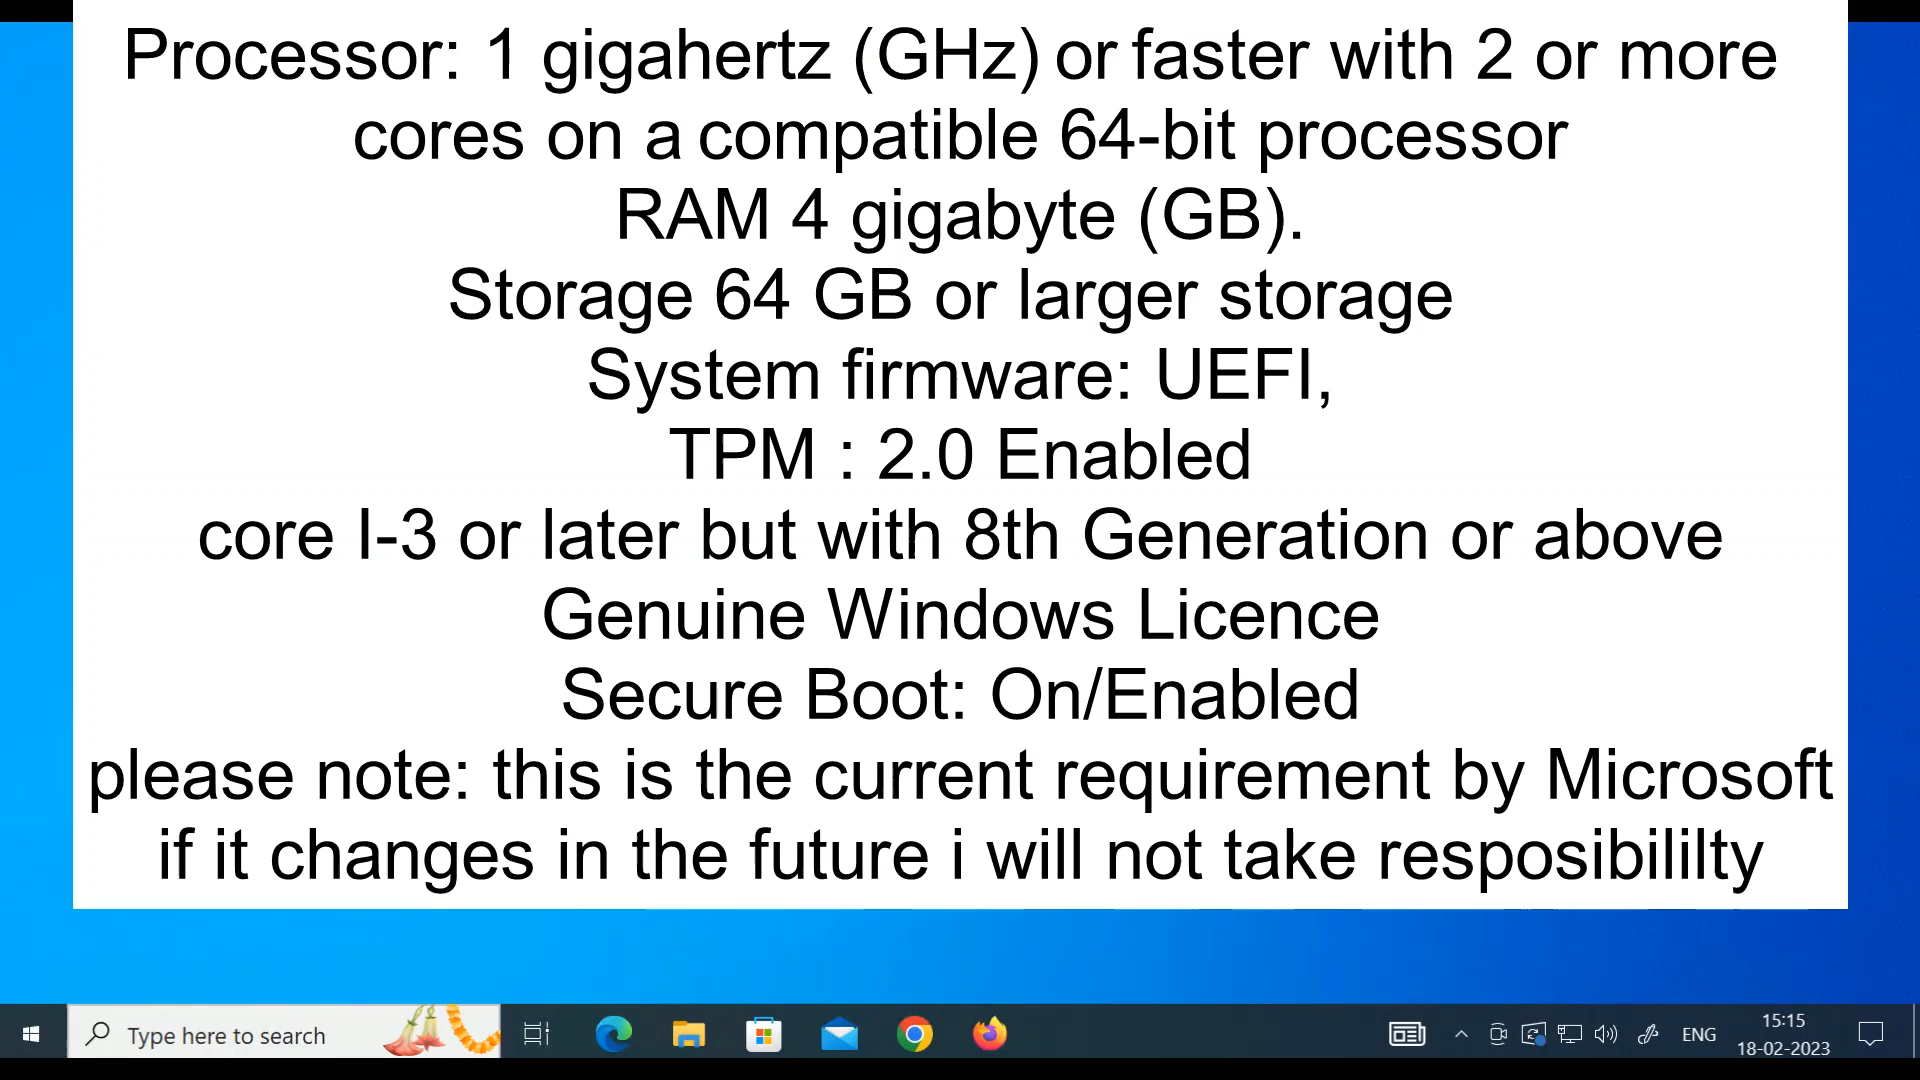 Processor: 1 gigahertz (GHz) or faster with 2 or more
cores on a compatible 64-bit processor
RAM 4 gigabyte (GB).
Storage 64 GB or larger storage
System firmware: UEFI,
TPM : 2.0 Enabled
core I-3 or later but with 8th Generation or above
Genuine Windows Licence
Secure Boot: On/Enabled
please note: this is the current requirement by Microsoft
if it changes in the future i will not take resposibililty
Type here to search
ENG
15:15
18-02-2023